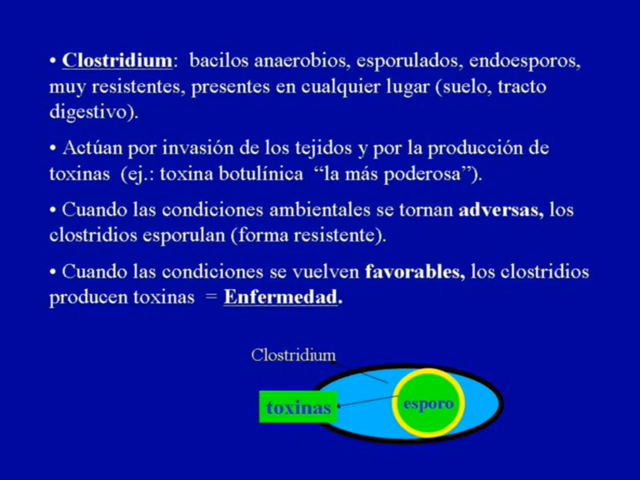 • Clostridium: bacilos anaerobios, esporulados, endoesporos,
muy resistentes, presentes en cualquier lugar (suelo, tracto
digestivo).
• Actúan por invasión de los tejidos y por la producción de
toxinas (ej.: toxina botulínica “la más poderosa”).
• Cuando las condiciones ambientales se tornan adversas, los
clostridios esporulan (forma resistente).
• Cuando las condiciones se vuelven favorables, los clostridios
producen toxinas = Enfermedad.
Clostridium
toxinas
esporo